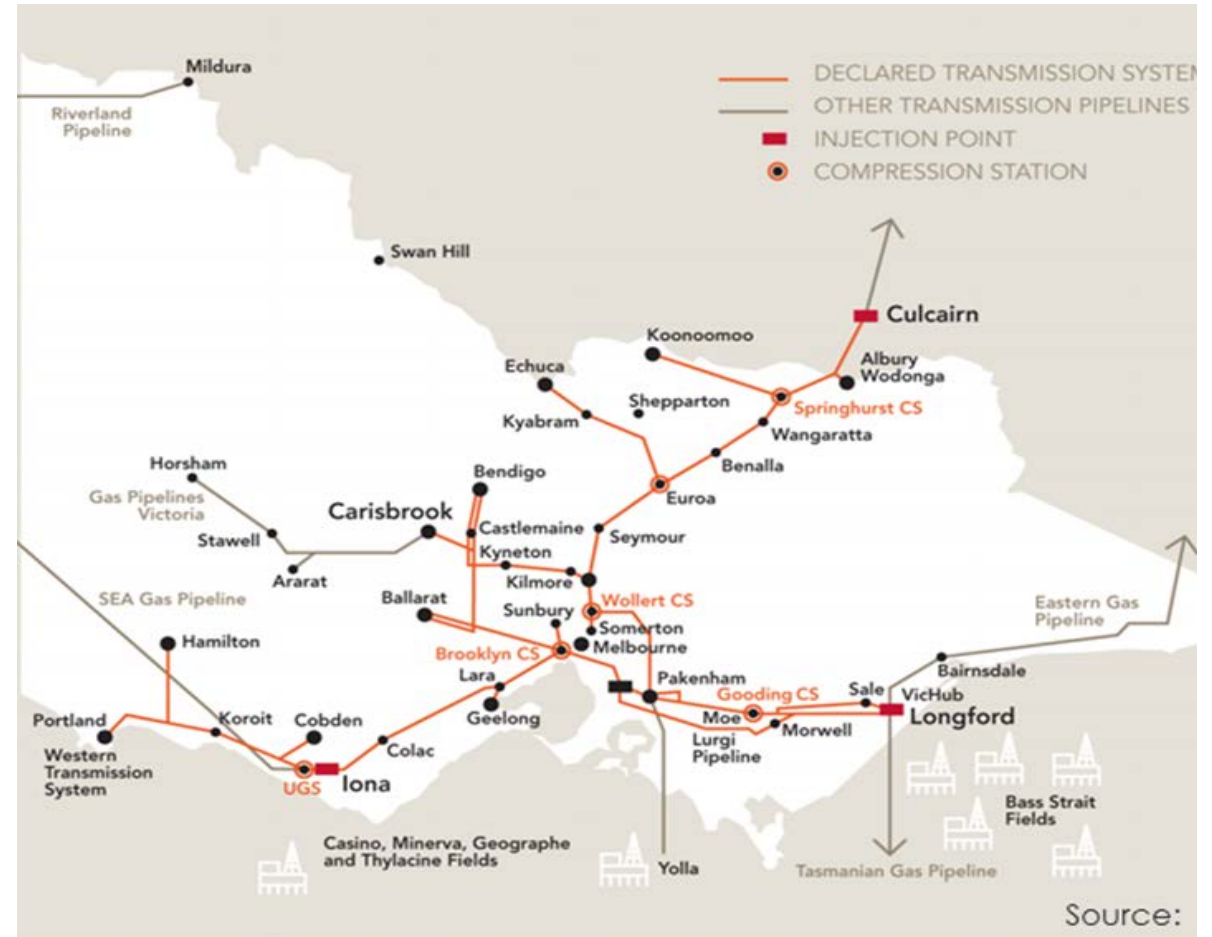 Mildura
Riverland
Pipeline
DECLARED TRANSMISSION SYSTEM
OTHER TRANSMISSION PIPELINES
INJECTION POINT
COMPRESSION STATION
Swan Hill
Culcairn
Koonoomoo
Albury
Wodonga
Echuca
Shepparton
Springhurst CS
Kyabram
Wangaratta
Benalla
Horsham
Bendigo
Gas Pipelines
Victoria
Euroa
Carisbrook
Castlemaine
Seymour
Stawell
Kyneton
Kilmore
Ararat
SEA Gas Pipeline
Ballarat
Sunbury
Wollert CS
Eastern Gas
Pipeline
Hamilton
Somerton
Melbourne
Brooklyn CS
Bairnsdale
Lara
Pakenham
Gooding CS
Sale
VicHub
Portland
Koroit
Cobden
Geelong
Moe
Morwell
Longford
Lurgi
Pipeline
Western
Transmission
System
Colac
UGS
Iona
Bass Strait
Fields
Casino, Minerva, Geographe
and Thylacine Fields
Yolla
Tasmanian Gas Pipeline
Source: